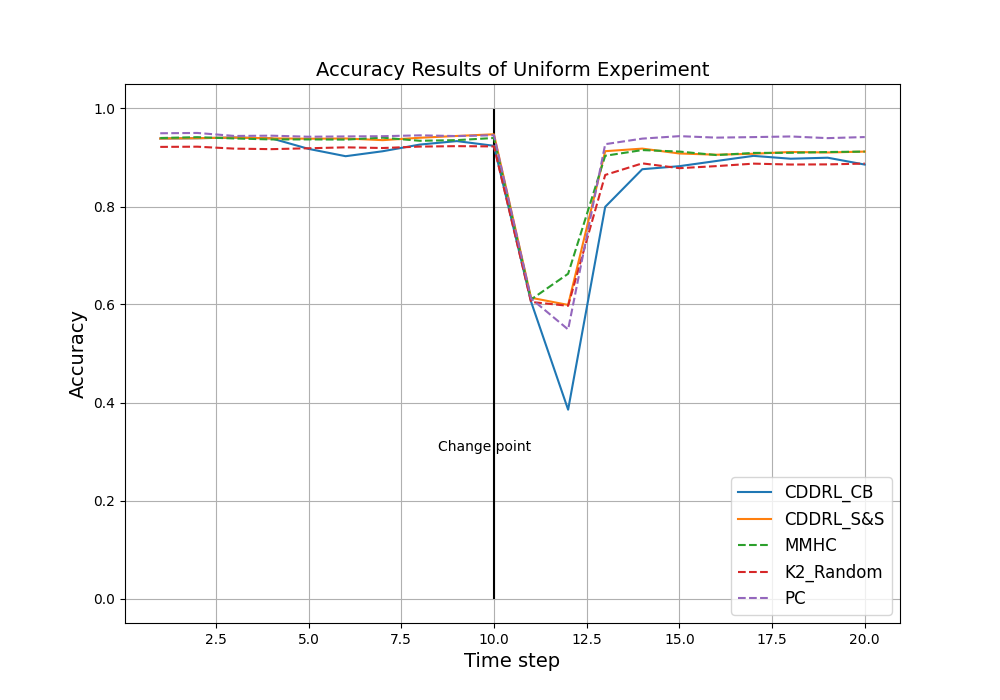 Accuracy Results of Uniform Experiment
1.0
0.8
0.6
0.4
0.2
0.0
Accuracy
Change point
CDDRL_CB
CDDRL_S&S
MMHC
K2_Random
PC
2.5 5.0 7.5 10.0 12.5 15.0 17.5 20.0
Time step